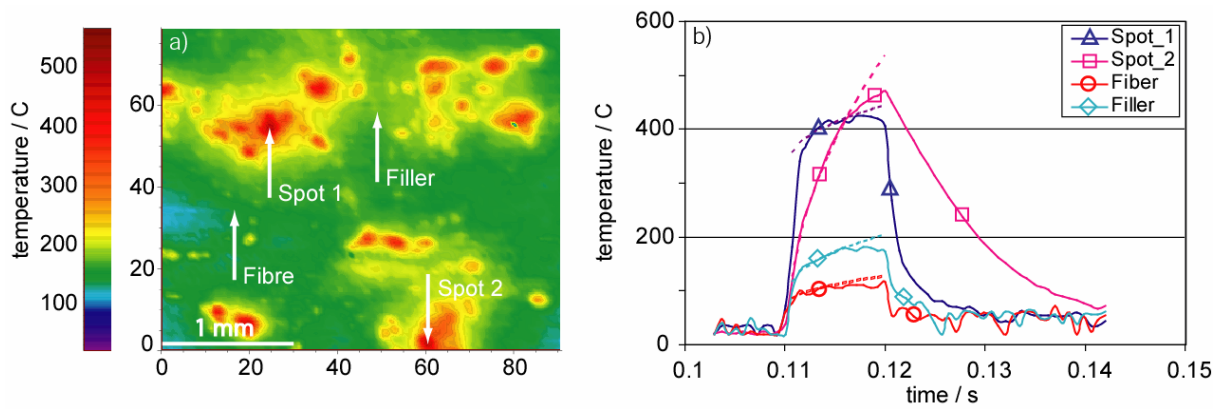 a)
500
400
300
200
100
temperature / C
60
40
20
0
0
20
40
60
80
Spot 1
Filler
Fibre
Spot 2
1 mm
b)
600
400
200
0
temperature / C
0.1
0.11
0.12
0.13
0.14
0.15
time / s
Spot_1
Spot_2
Fiber
Filler